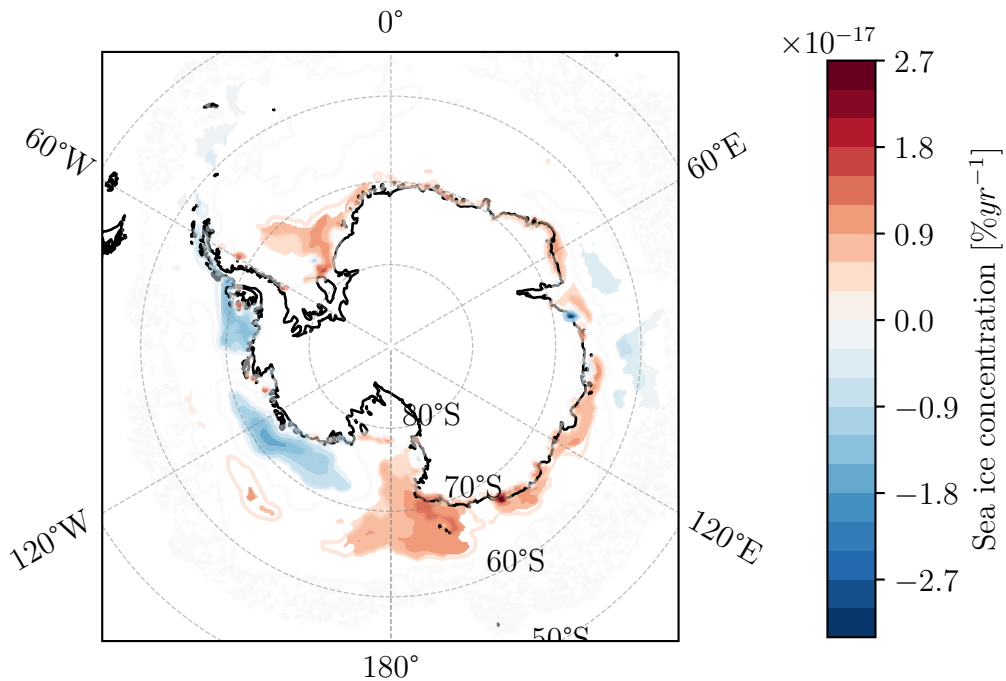 0°
×10⁻¹⁷
2.7
60°W
60°E
1.8
0.9
0.0
80°S
−0.9
70°S
−1.8
120°W
120°E
60°S
−2.7
50°S
180°
Sea ice concentration [%yr⁻¹]